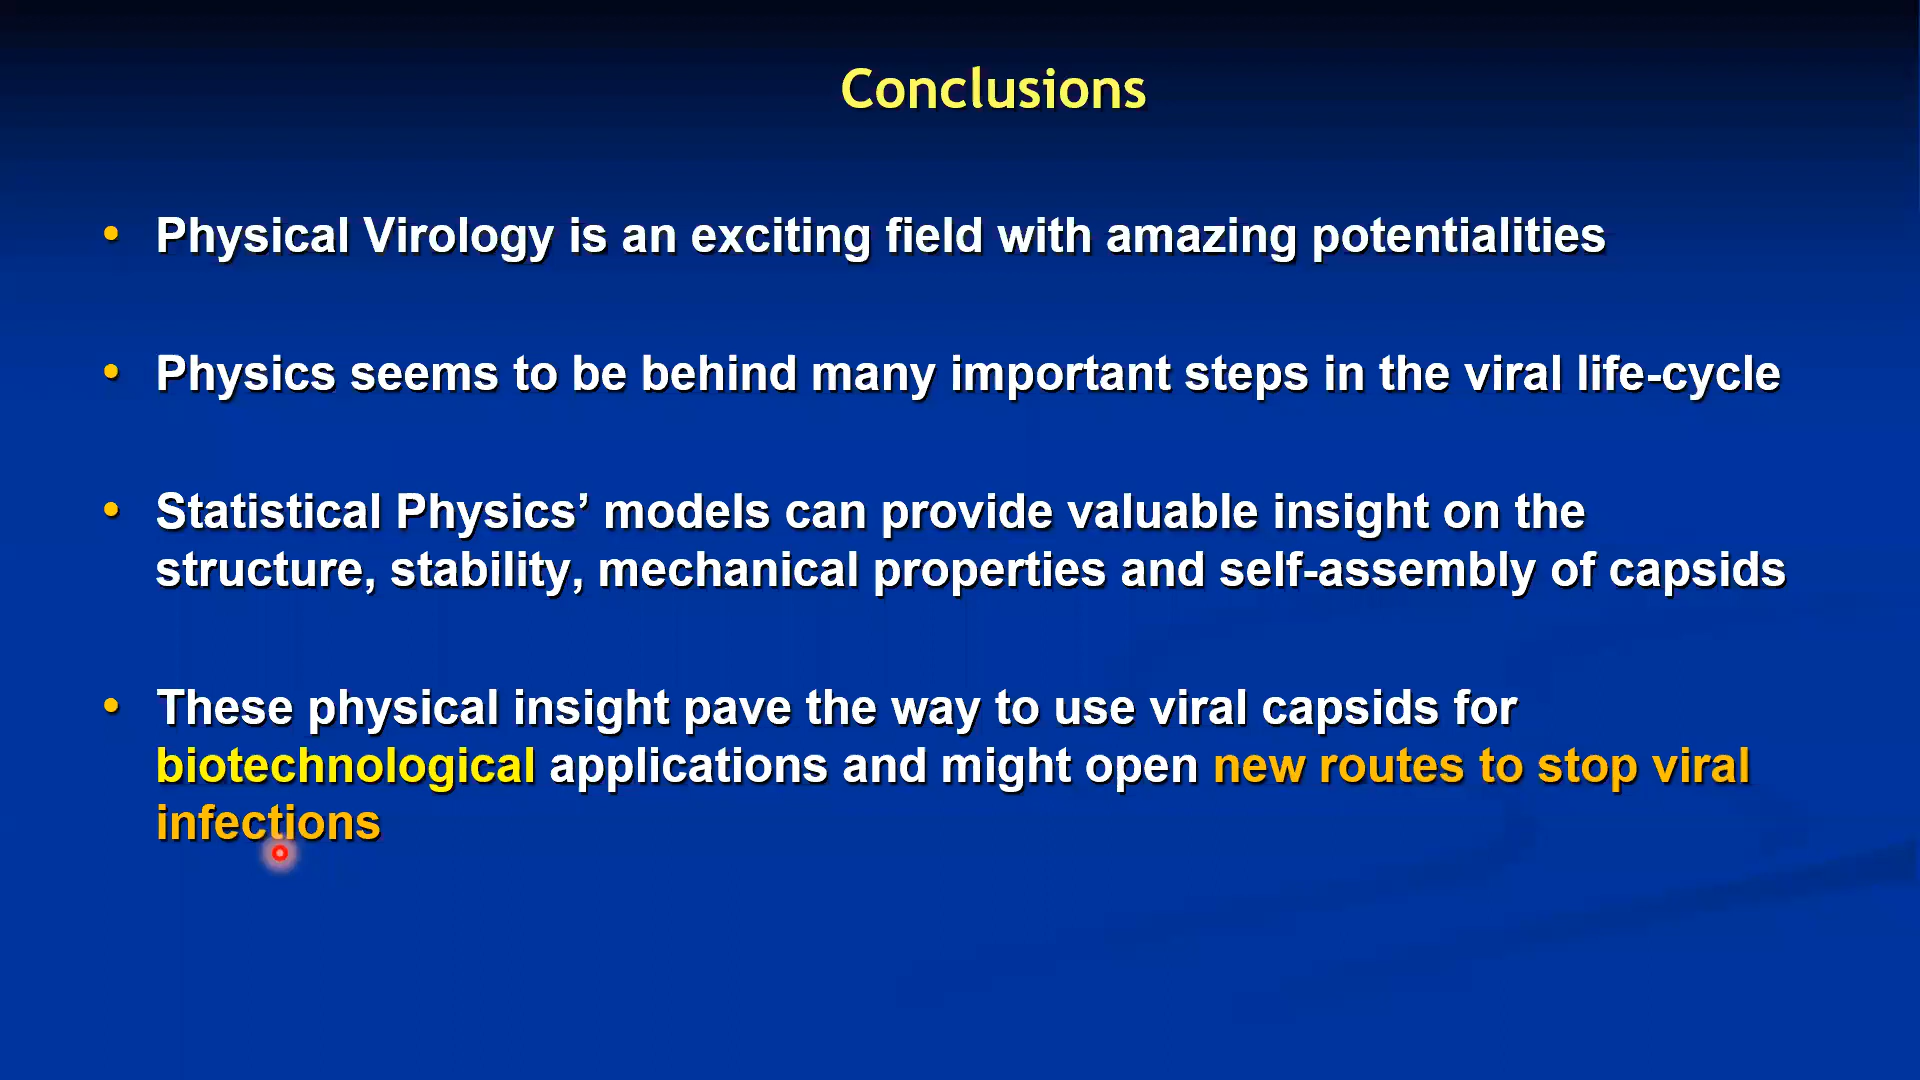 Conclusions
• Physical Virology is an exciting field with amazing potentialities
• Physics seems to be behind many important steps in the viral life-cycle
• Statistical Physics’ models can provide valuable insight on the
structure, stability, mechanical properties and self-assembly of capsids
• These physical insight pave the way to use viral capsids for
biotechnological applications and might open new routes to stop viral
infections